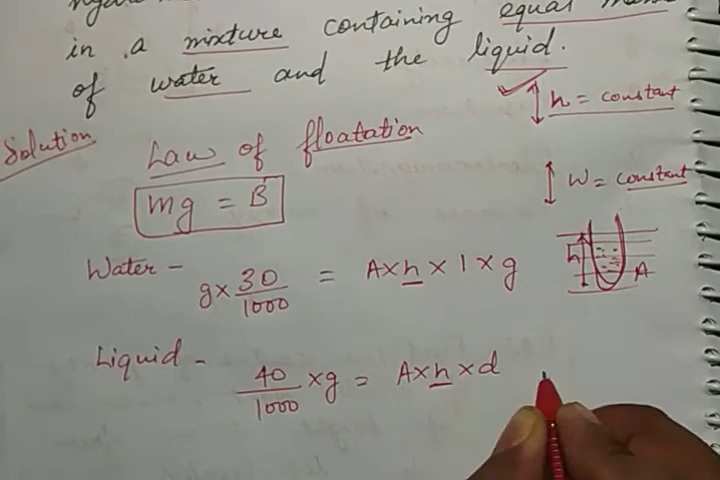 in a mixture containing equal
of water and the liquid.
h = constant
Solution
Law of floatation
W = constant
mg = B
Water - g × 30/1000 = A × h × 1 × g
h
A
Liquid - 40/1000 × g = A × h × d